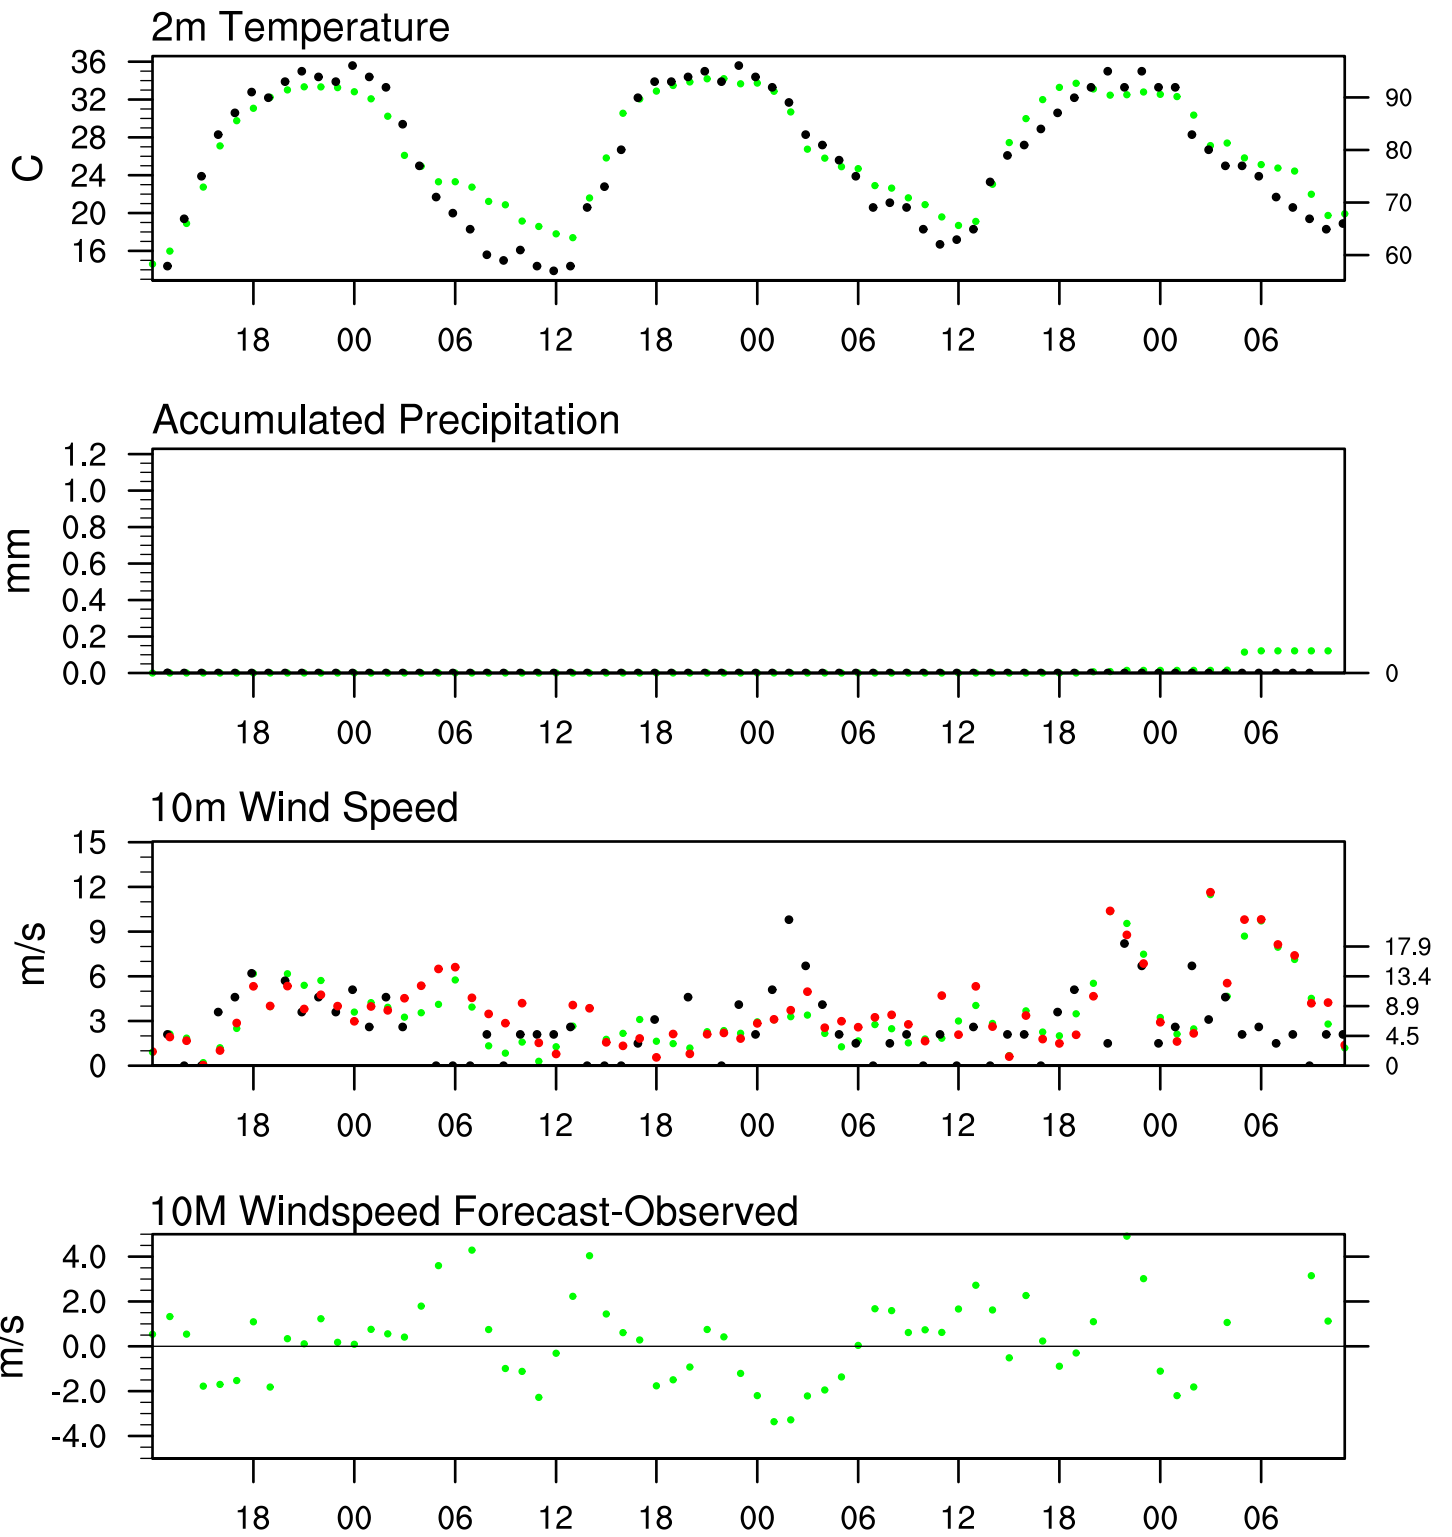 2m Temperature
36
32
28
24
20
16
C
90
80
70
60
18 00 06 12 18 00 06 12 18 00 06
Accumulated Precipitation
1.2
1.0
0.8
0.6
0.4
0.2
0.0
mm
0
18 00 06 12 18 00 06 12 18 00 06
10m Wind Speed
15
12
9
6
3
0
m/s
17.9
13.4
8.9
4.5
0
18 00 06 12 18 00 06 12 18 00 06
10M Windspeed Forecast-Observed
4.0
2.0
0.0
-2.0
-4.0
m/s
18 00 06 12 18 00 06 12 18 00 06